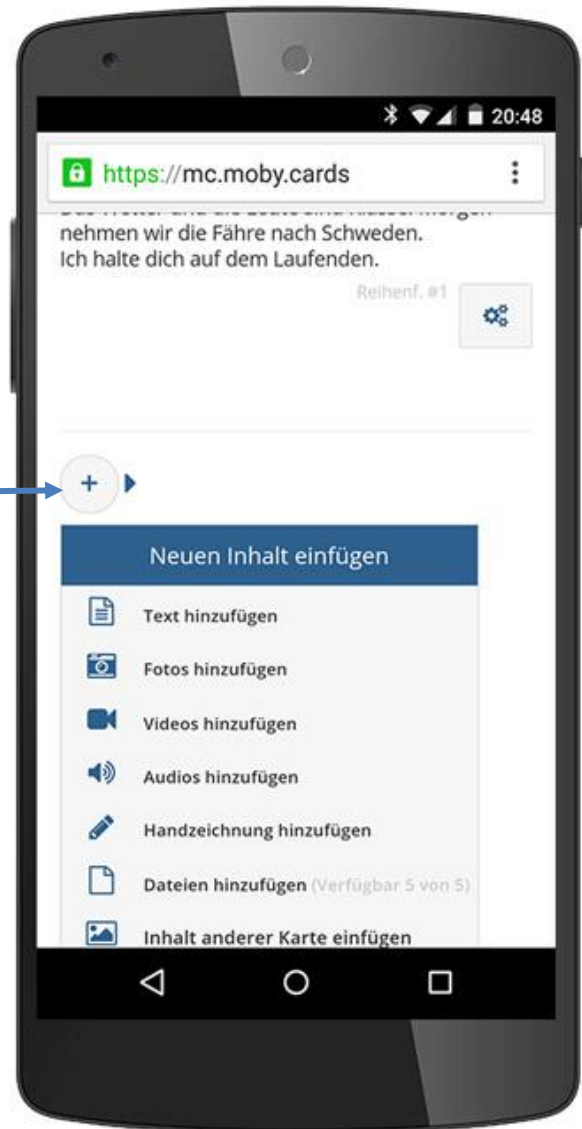 20:48
https://mc.moby.cards
nehmen wir die Fähre nach Schweden.
Ich halte dich auf dem Laufenden.
Reihenf. #1
+
Neuen Inhalt einfügen
Text hinzufügen
Fotos hinzufügen
Videos hinzufügen
Audios hinzufügen
Handzeichnung hinzufügen
Dateien hinzufügen (Verfügbar 5 von 5)
Inhalt anderer Karte einfügen